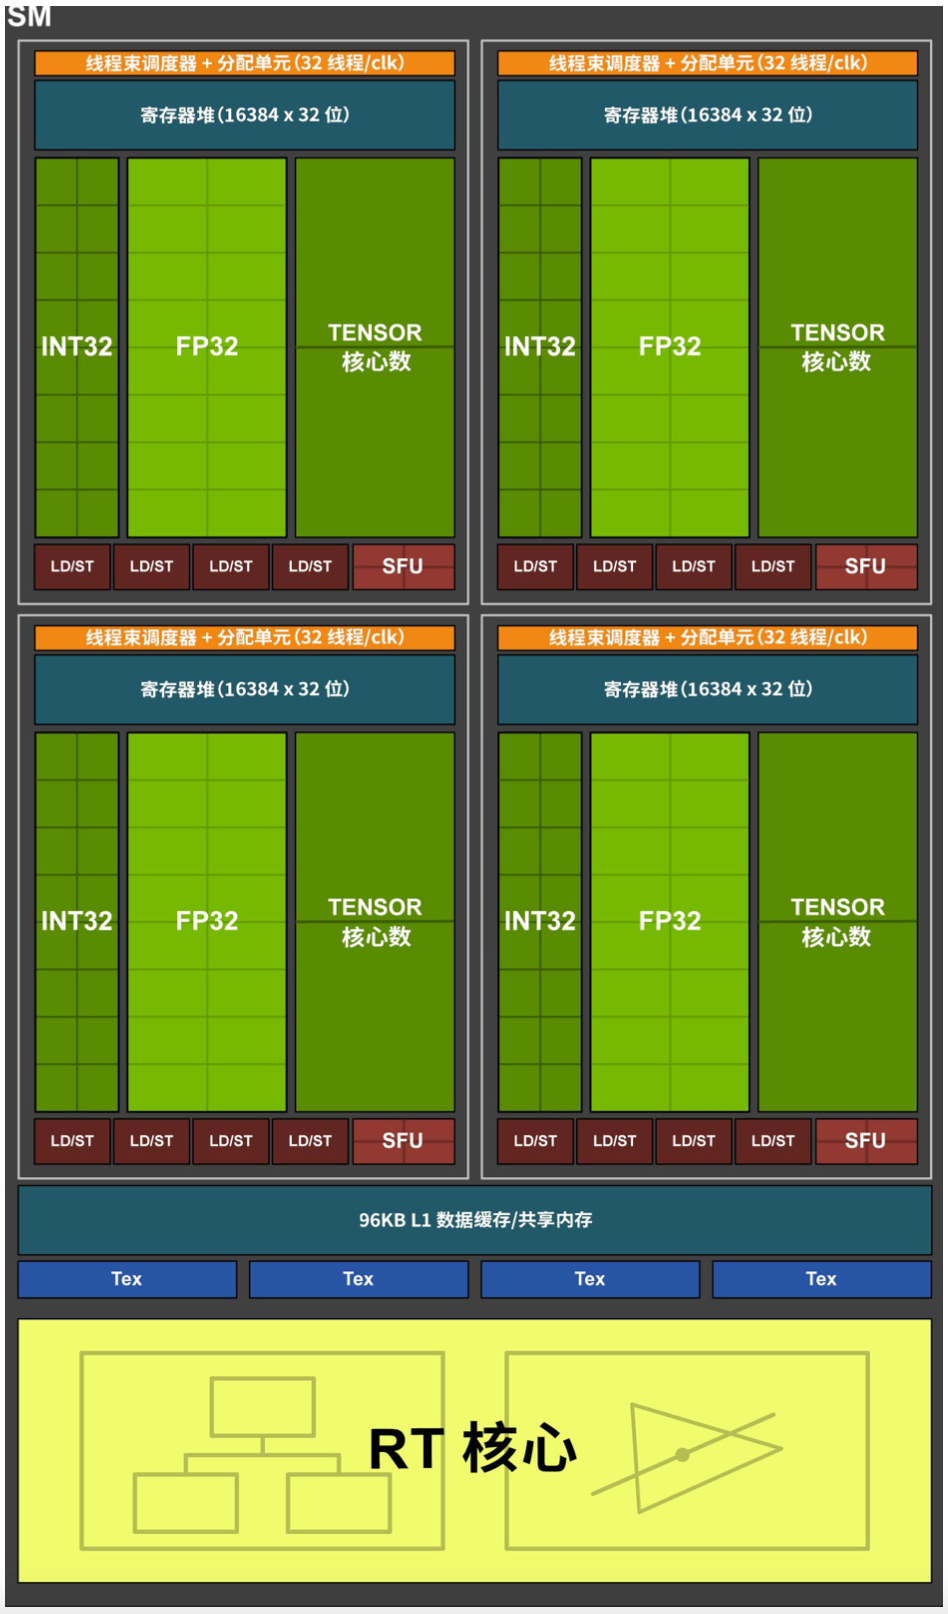 SM
线程束调度器 + 分配单元(32 线程/clk)
线程束调度器 + 分配单元(32 线程/clk)
寄存器堆(16384 x 32 位)
寄存器堆(16384 x 32 位)
INT32
FP32
TENSOR
核心数
INT32
FP32
TENSOR
核心数
LD/ST
LD/ST
LD/ST
LD/ST
SFU
LD/ST
LD/ST
LD/ST
LD/ST
SFU
线程束调度器 + 分配单元(32 线程/clk)
线程束调度器 + 分配单元(32 线程/clk)
寄存器堆(16384 x 32 位)
寄存器堆(16384 x 32 位)
INT32
FP32
TENSOR
核心数
INT32
FP32
TENSOR
核心数
LD/ST
LD/ST
LD/ST
LD/ST
SFU
LD/ST
LD/ST
LD/ST
LD/ST
SFU
96KB L1 数据缓存/共享内存
Tex
Tex
Tex
Tex
RT 核心